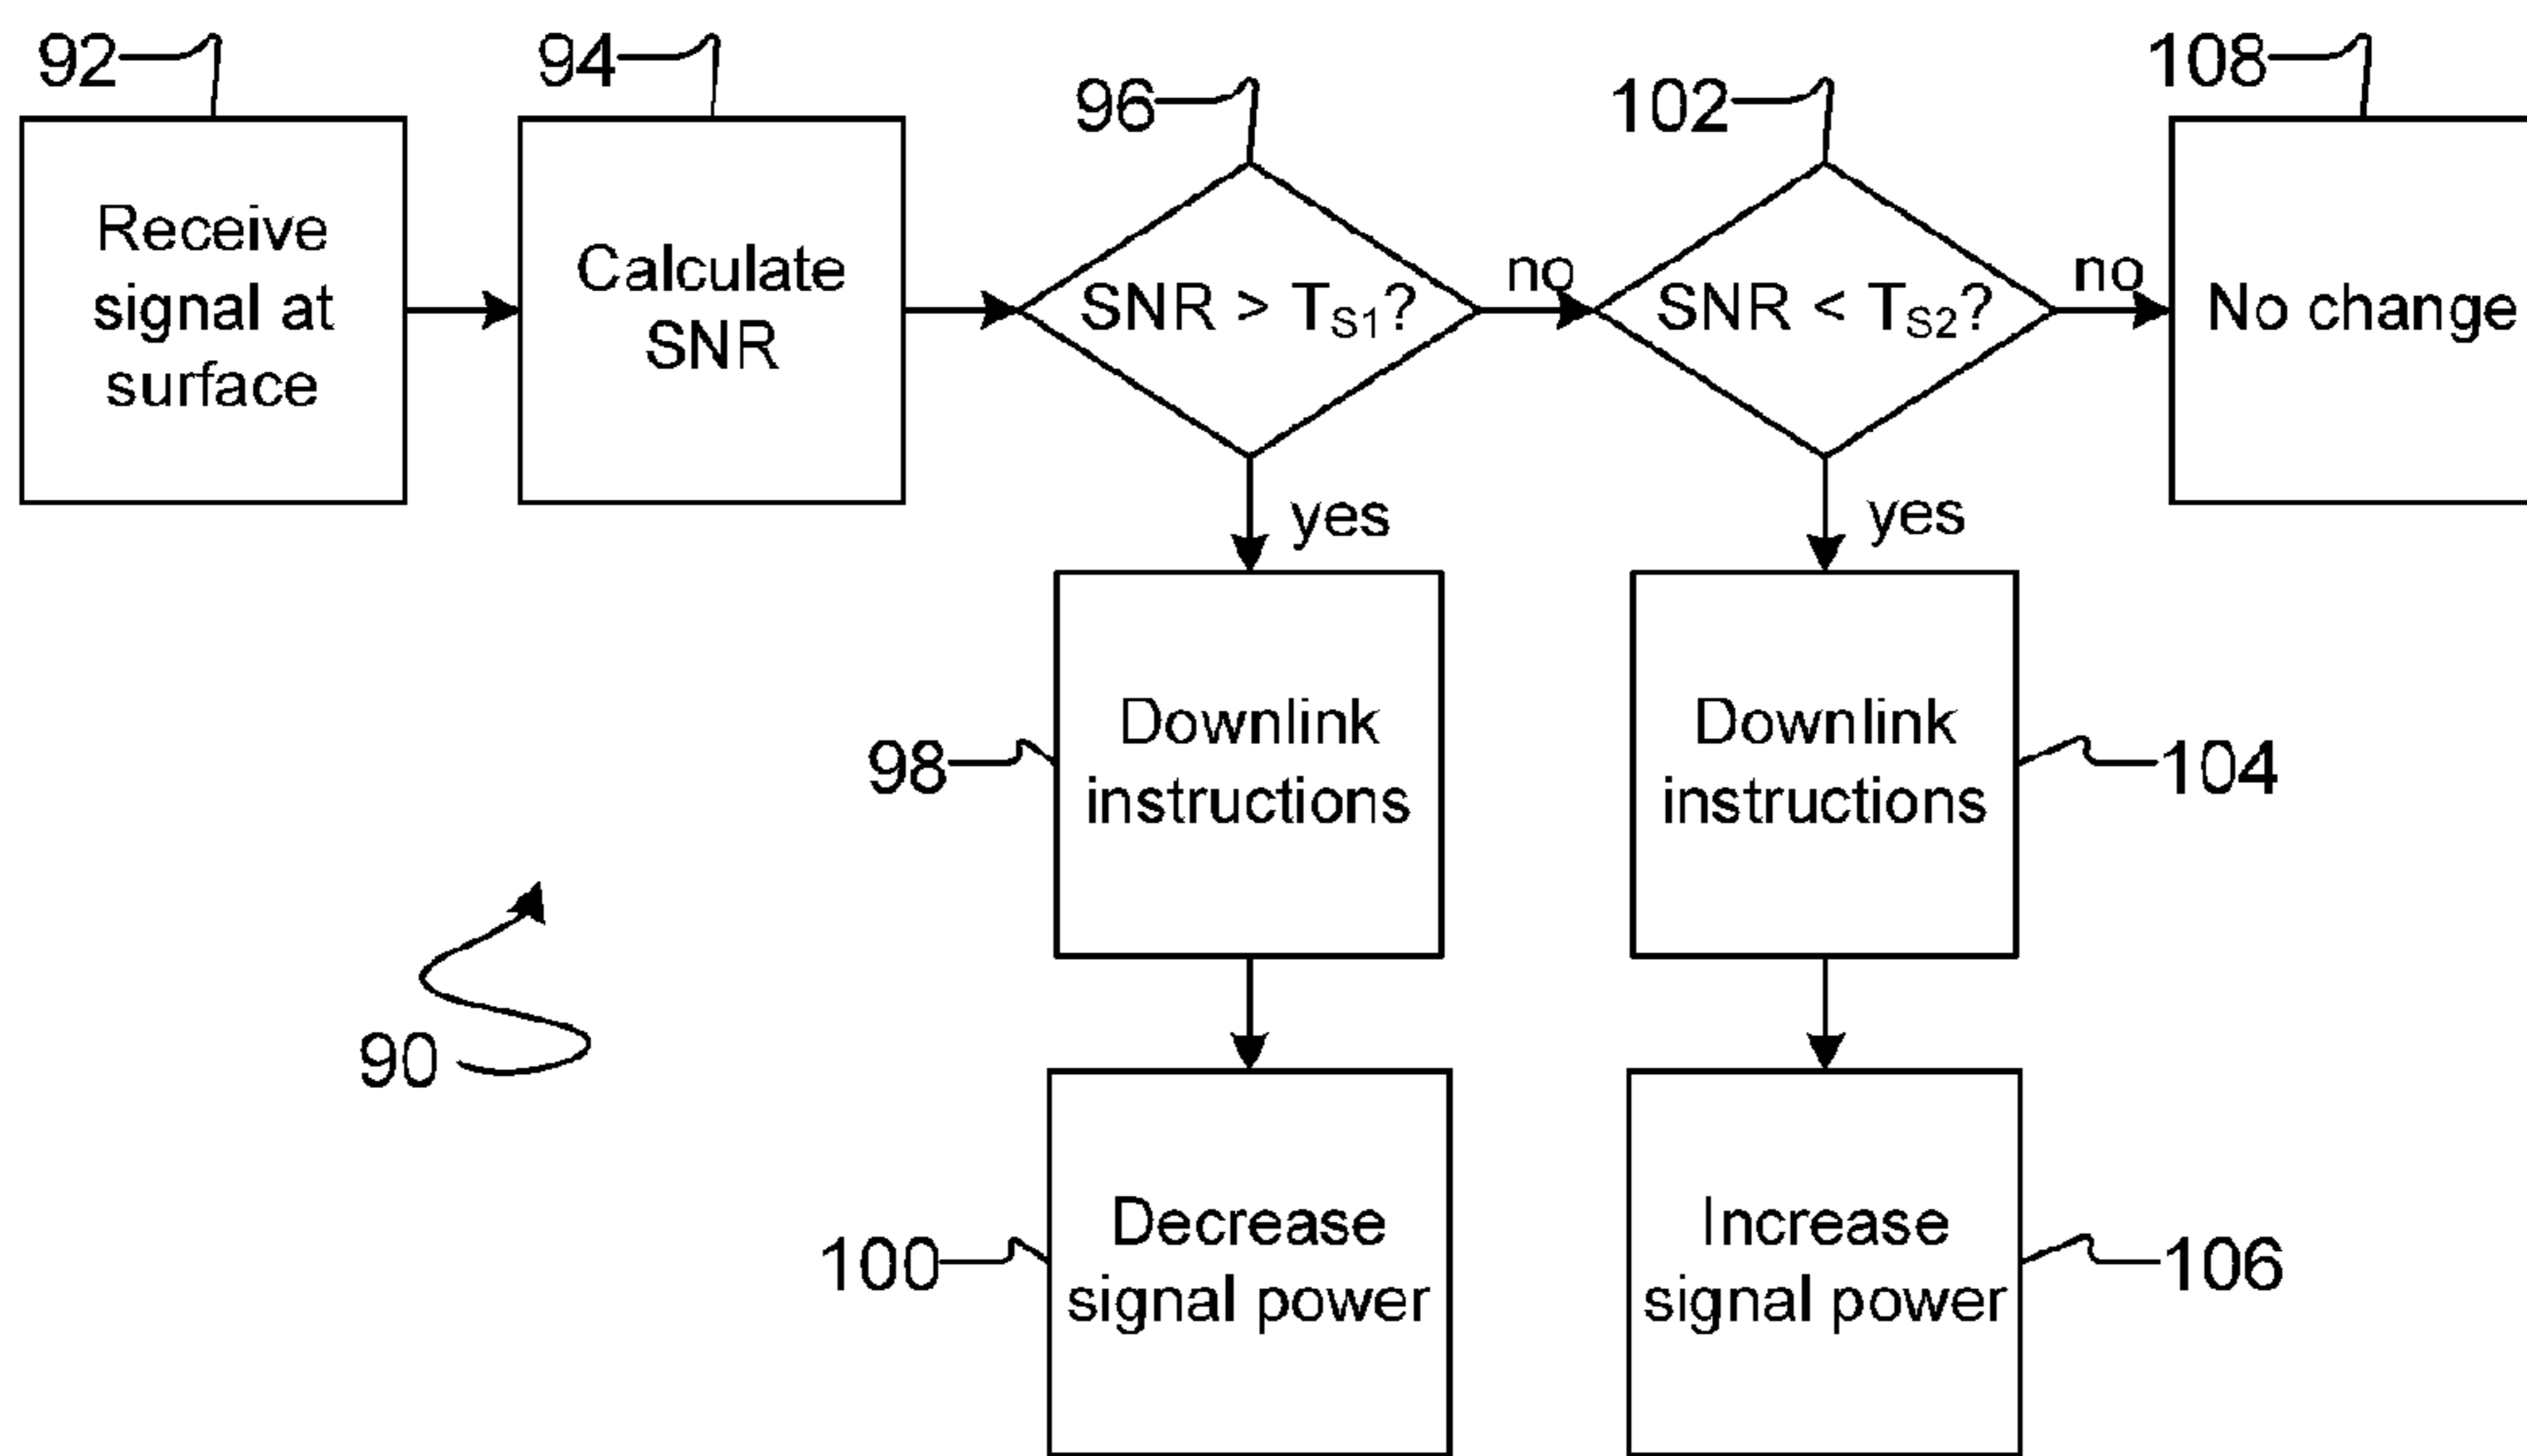 92
94
96
102
108
Receive
signal at
surface
Calculate
SNR
SNR > TS1?
no
SNR < TS2?
no
No change
yes
yes
98
Downlink
instructions
Downlink
instructions
104
90
100
Decrease
signal power
Increase
signal power
106